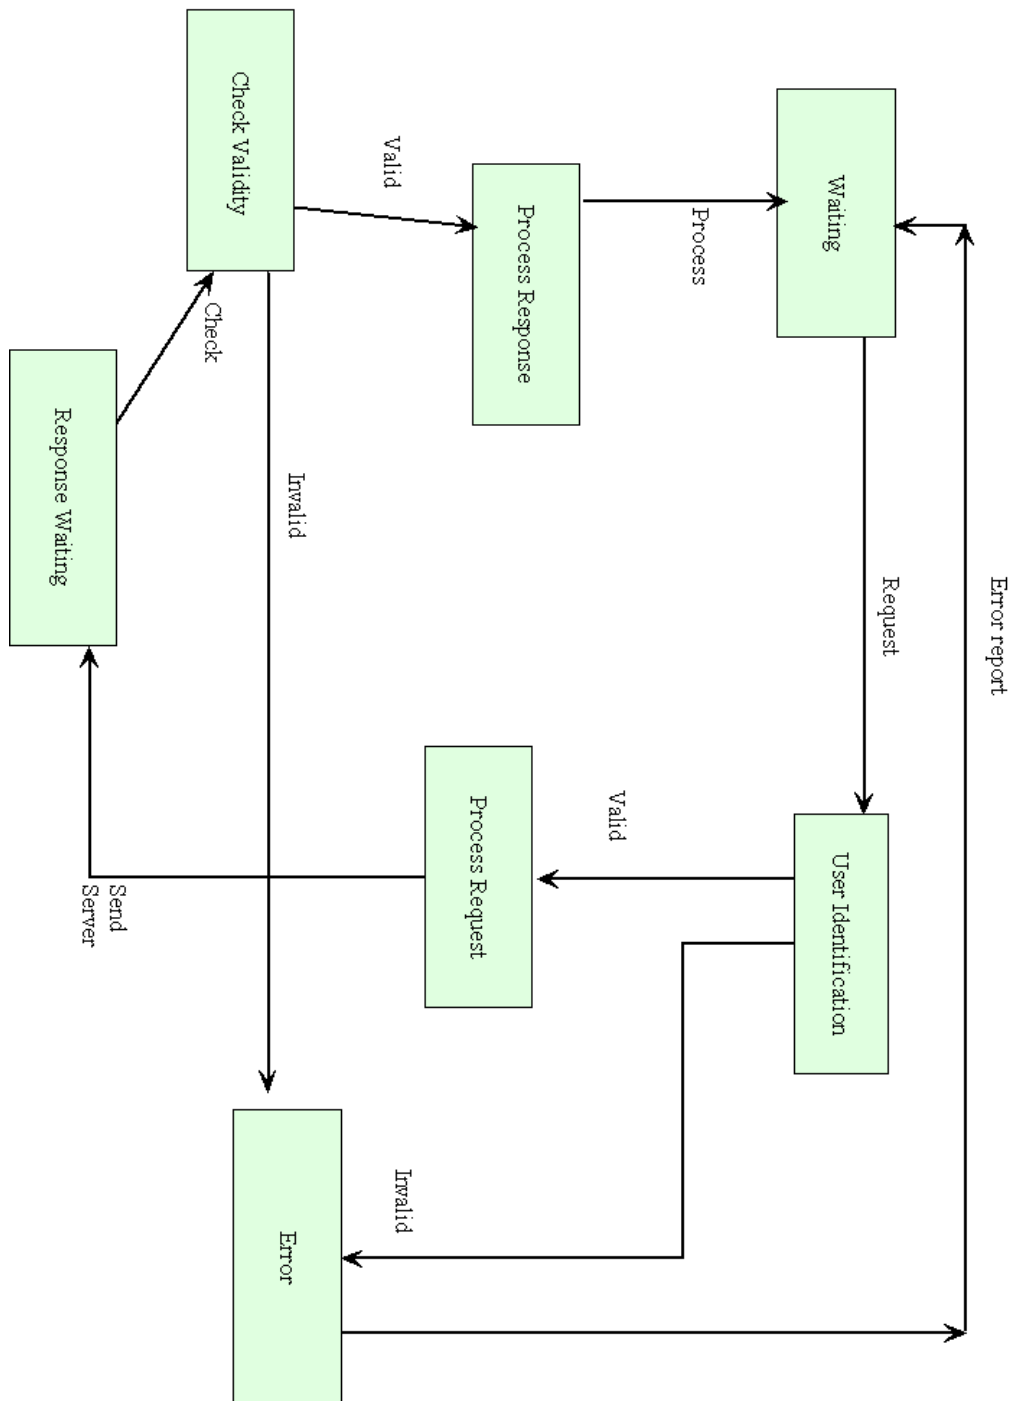 Error report
Waiting
Request
User Identification
Process
Valid
Process Response
Process Request
Valid
Invalid
Invalid
Error
Check Validity
Check
Response Waiting
Send
Server